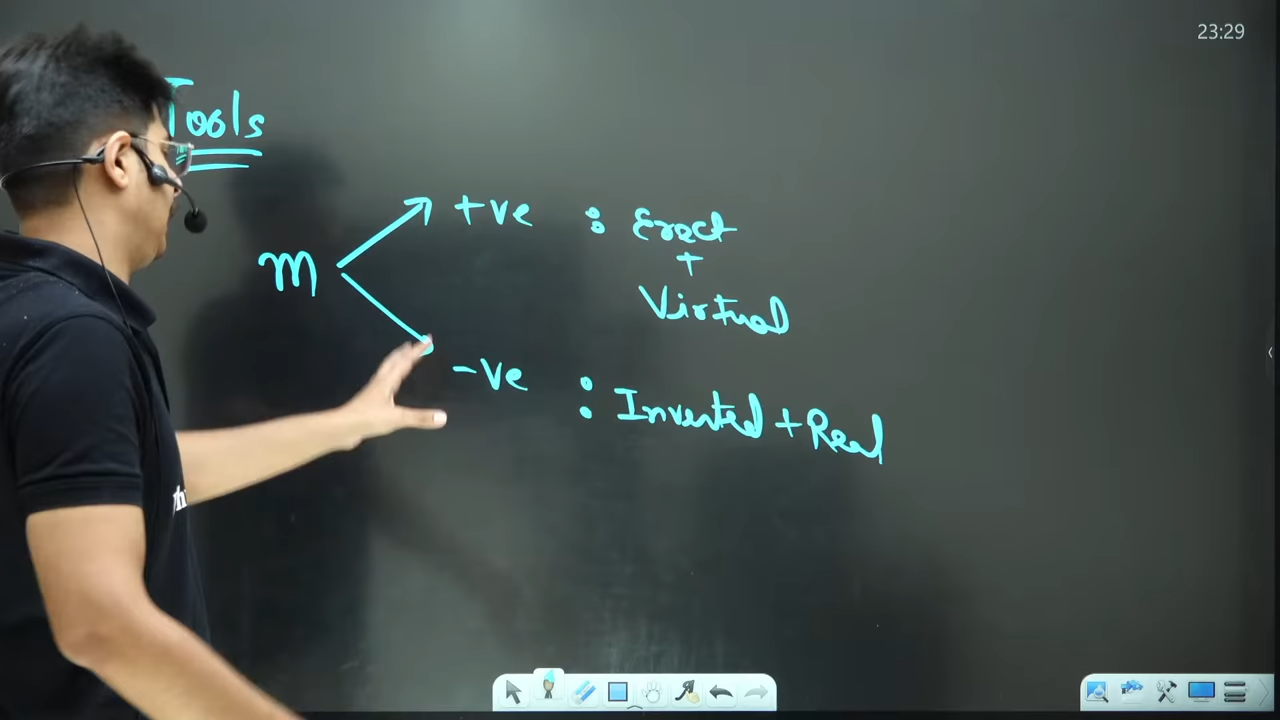 23:29
Tools
m
+ve : Erect
+
Virtual
-ve : Inverted + Real